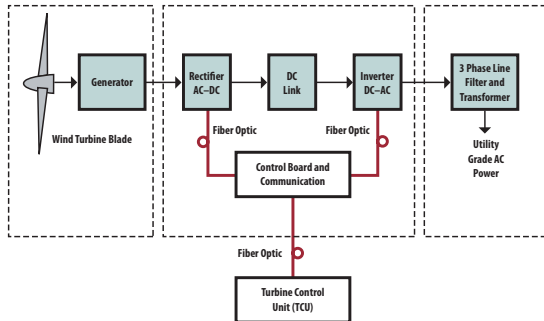 Generator
Rectifier
AC–DC
DC
Link
Inverter
DC–AC
3 Phase Line
Filter and
Transformer
Wind Turbine Blade
Fiber Optic
Fiber Optic
Utility
Grade AC
Power
Control Board and
Communication
Fiber Optic
Turbine Control
Unit (TCU)